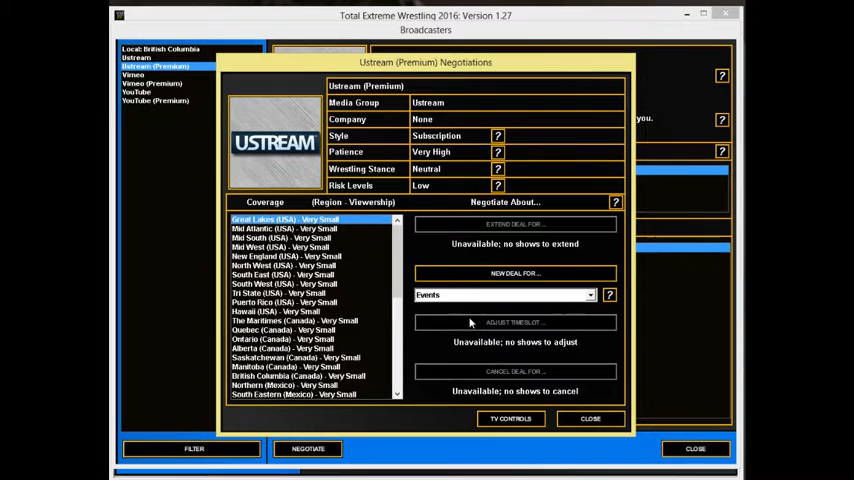 Total Extreme Wrestling 2016: Version 1.27
Broadcasters
Local: British Columbia
Ustream
Ustream (Premium)
Vimeo
Vimeo (Premium)
YouTube
YouTube (Premium)
Ustream (Premium) Negotiations
USTREAM
Ustream (Premium)
Media Group Ustream
Company None
Style Subscription ?
Patience Very High ?
Wrestling Stance Neutral ?
Risk Levels Low ?
?
you. ?
?
Coverage (Region - Viewership) Negotiate About... ?
Great Lakes (USA) - Very Small
Mid Atlantic (USA) - Very Small
Mid South (USA) - Very Small
Mid West (USA) - Very Small
New England (USA) - Very Small
North West (USA) - Very Small
South East (USA) - Very Small
South West (USA) - Very Small
Tri State (USA) - Very Small
Puerto Rico (USA) - Very Small
Hawaii (USA) - Very Small
The Maritimes (Canada) - Very Small
Quebec (Canada) - Very Small
Ontario (Canada) - Very Small
Alberta (Canada) - Very Small
Saskatchewan (Canada) - Very Small
Manitoba (Canada) - Very Small
British Columbia (Canada) - Very Small
Northern (Mexico) - Very Small
South Eastern (Mexico) - Very Small
EXTEND DEAL FOR ...
Unavailable; no shows to extend
NEW DEAL FOR ...
Events ?
ADJUST TIMESLOT ...
Unavailable; no shows to adjust
CANCEL DEAL FOR ...
Unavailable; no shows to cancel
TV CONTROLS CLOSE
FILTER NEGOTIATE CLOSE